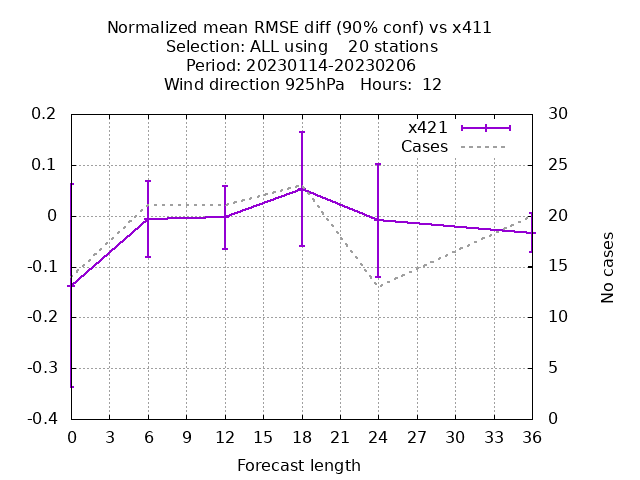 Normalized mean RMSE diff (90% conf) vs x411
Selection: ALL using    20 stations
Period: 20230114-20230206
Wind direction 925hPa   Hours:  12
0.2
0.1
0
-0.1
-0.2
-0.3
-0.4
x421
Cases
30
25
20
15
10
5
0
No cases
0 3 6 9 12 15 18 21 24 27 30 33 36
Forecast length